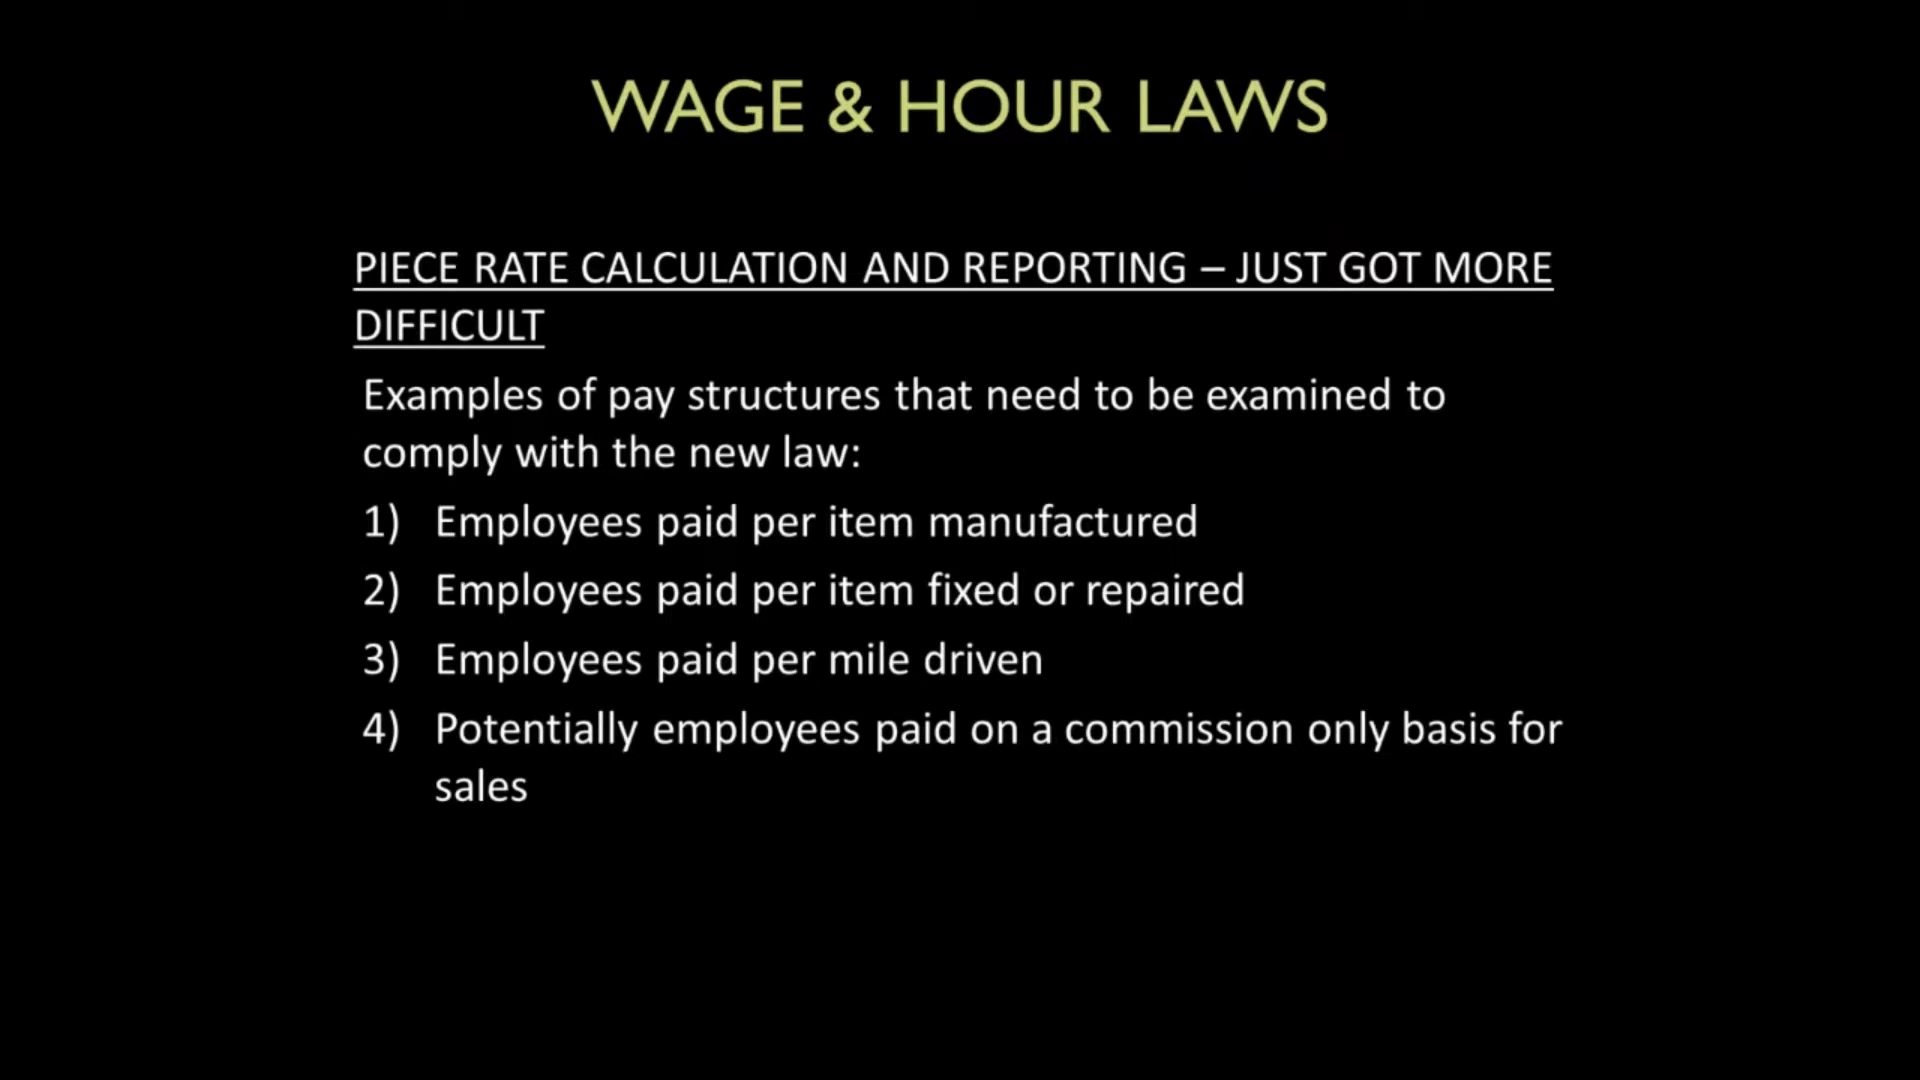 WAGE & HOUR LAWS
PIECE RATE CALCULATION AND REPORTING – JUST GOT MORE
DIFFICULT
Examples of pay structures that need to be examined to
comply with the new law:
1) Employees paid per item manufactured
2) Employees paid per item fixed or repaired
3) Employees paid per mile driven
4) Potentially employees paid on a commission only basis for
sales